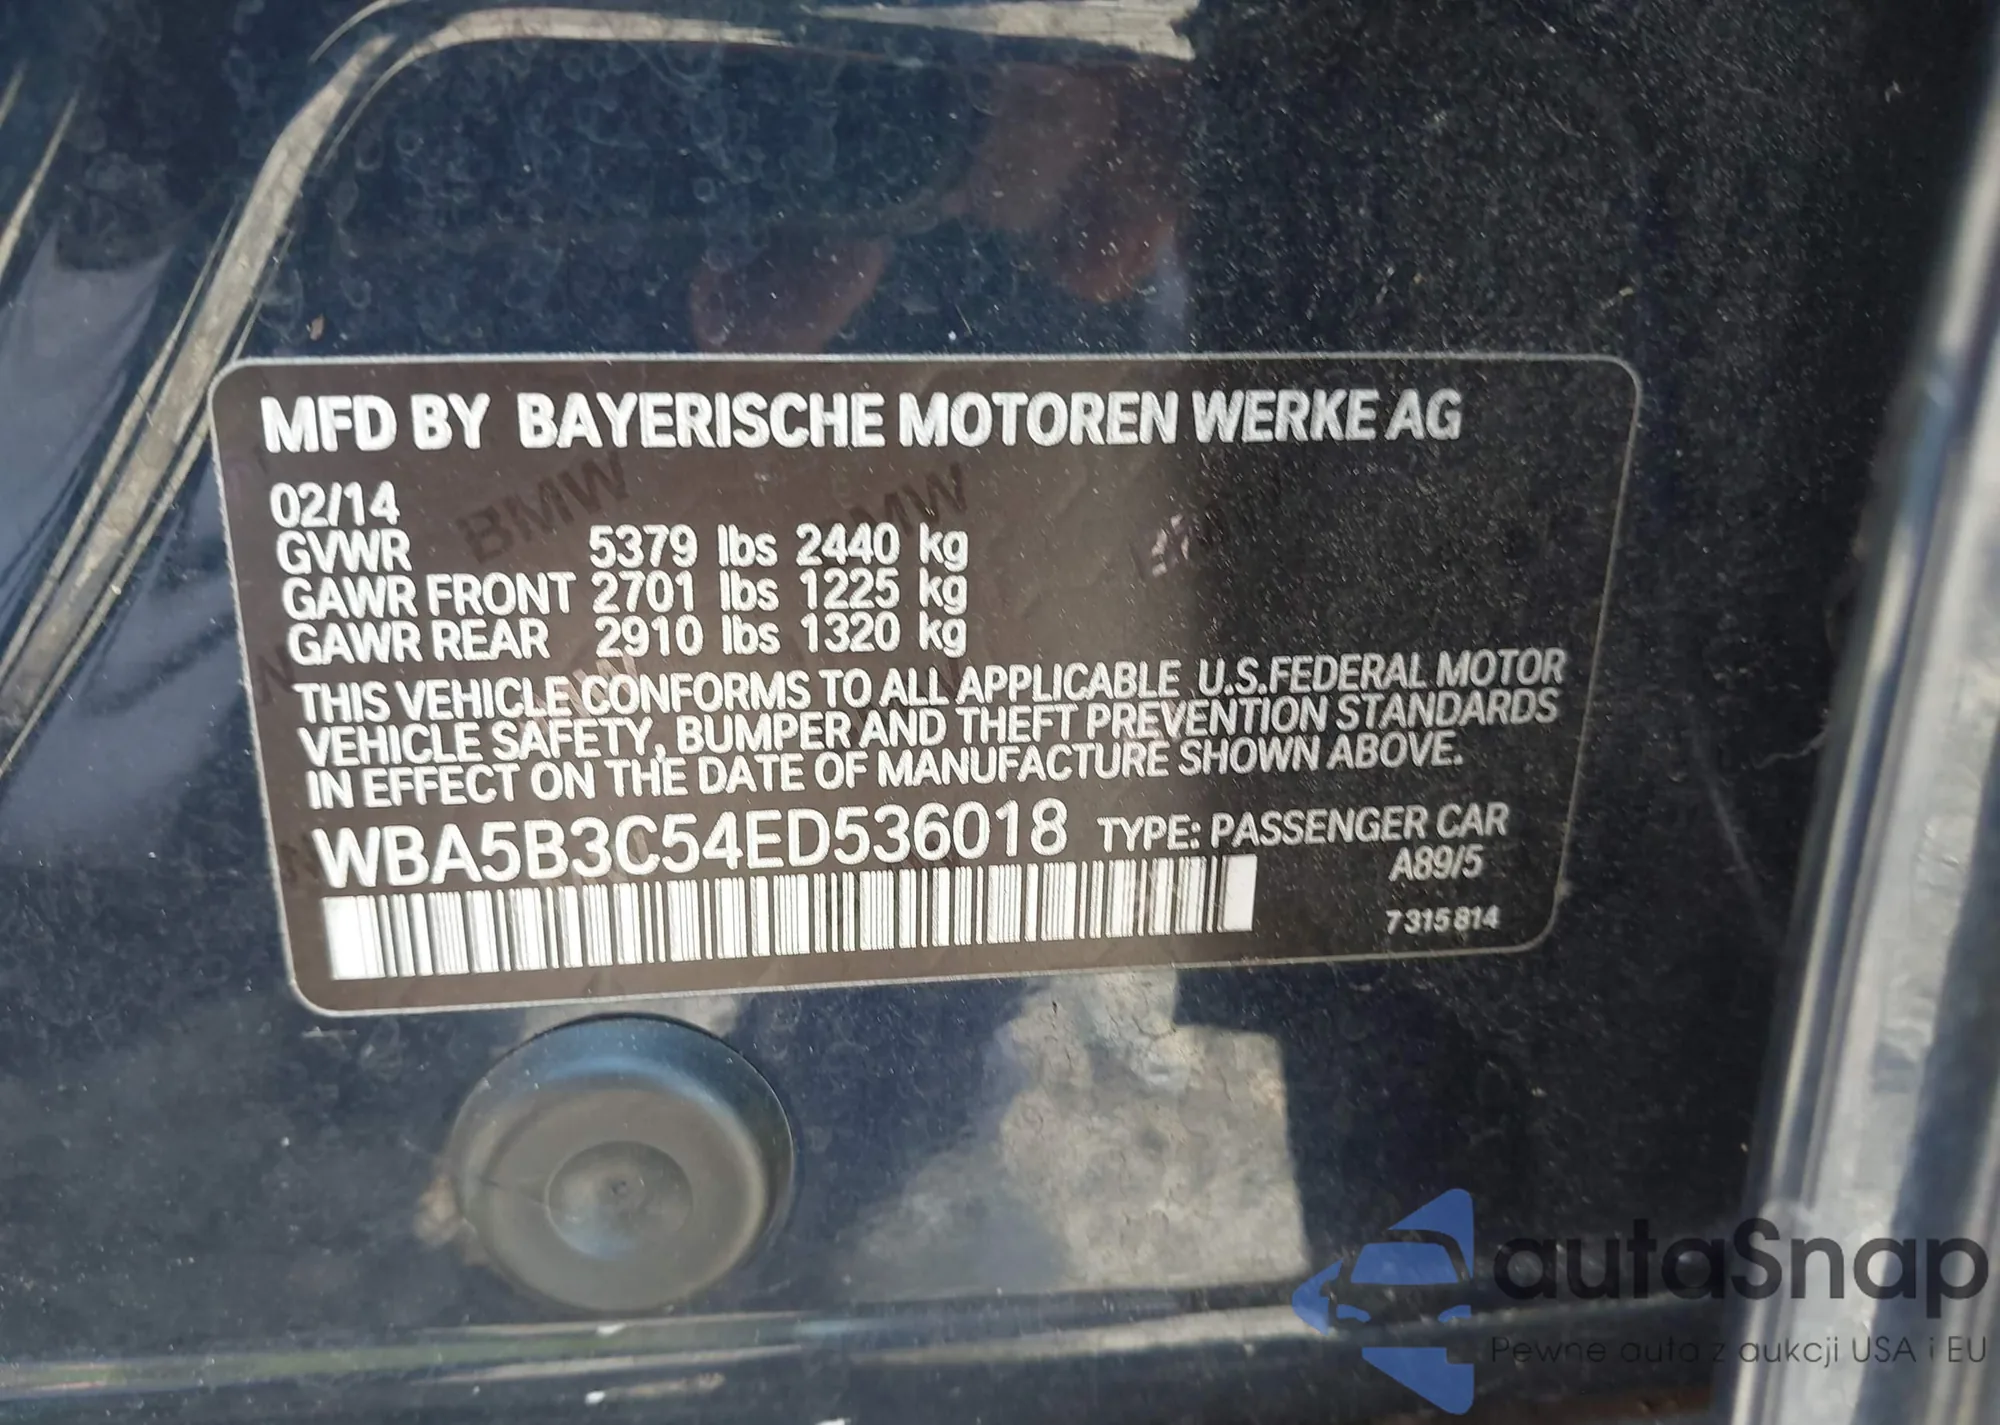 MFD BY BAYERISCHE MOTOREN WERKE AG
02/14
GVWR 5379 lbs 2440 kg
GAWR FRONT 2701 lbs 1225 kg
GAWR REAR 2910 lbs 1320 kg
THIS VEHICLE CONFORMS TO ALL APPLICABLE U.S.FEDERAL MOTOR
VEHICLE SAFETY, BUMPER AND THEFT PREVENTION STANDARDS
IN EFFECT ON THE DATE OF MANUFACTURE SHOWN ABOVE.
WBA5B3C54ED536018 TYPE: PASSENGER CAR
A89/5
7315814
BMW
BMW
autaSnap
Pewne auta z aukcji USA i EU